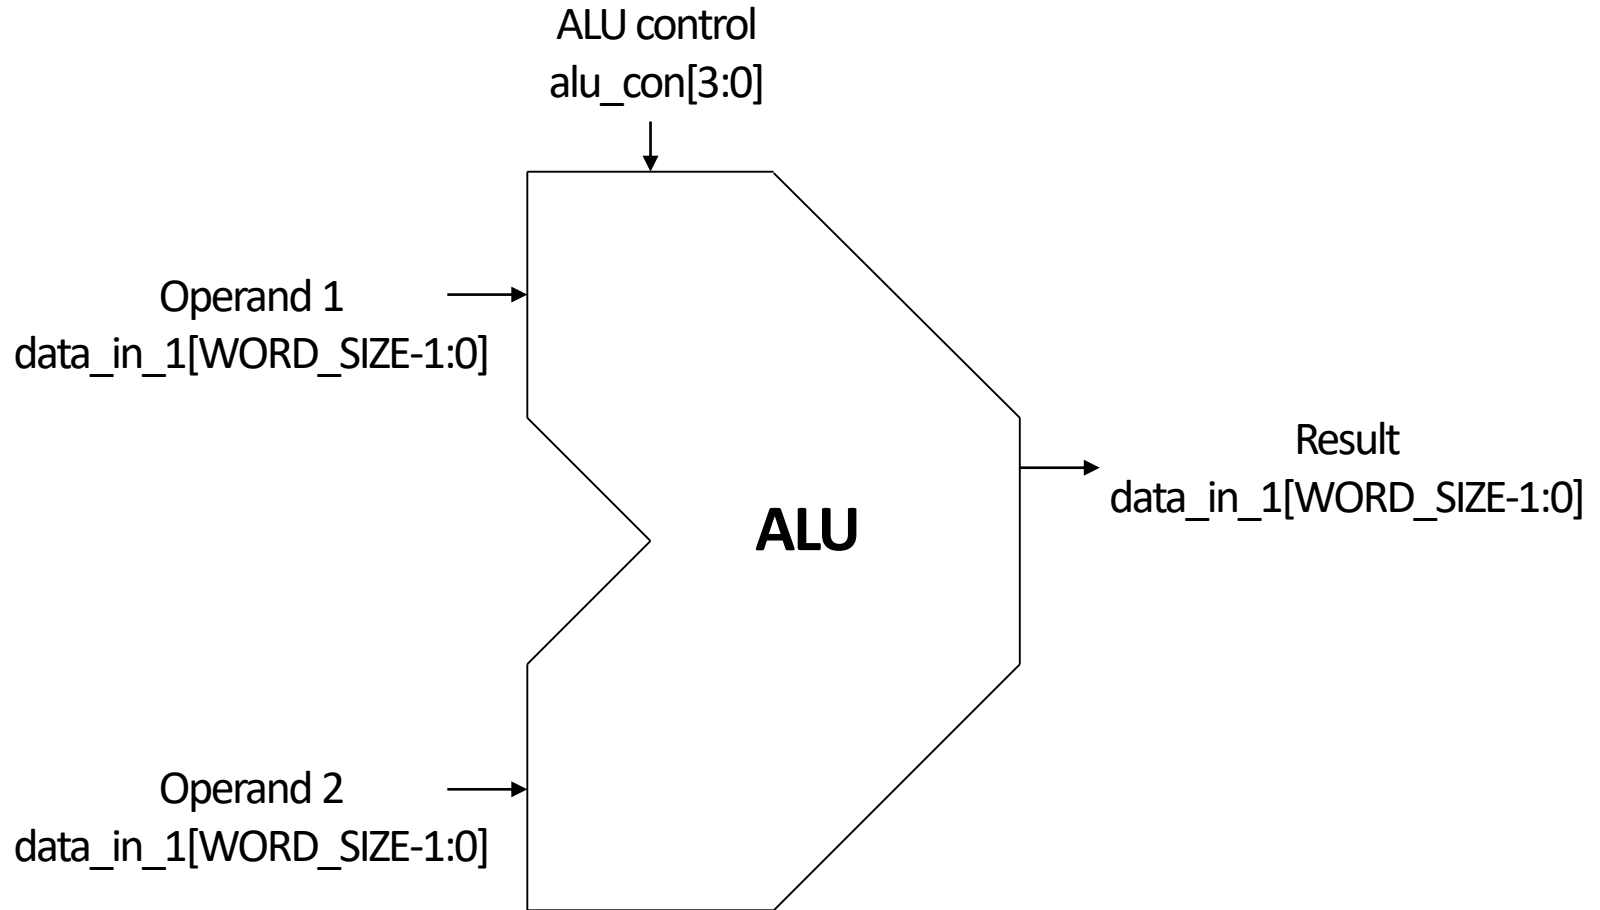 ALU control
alu_con[3:0]
Operand 1
data_in_1[WORD_SIZE-1:0]
Result
data_in_1[WORD_SIZE-1:0]
ALU
Operand 2
data_in_1[WORD_SIZE-1:0]